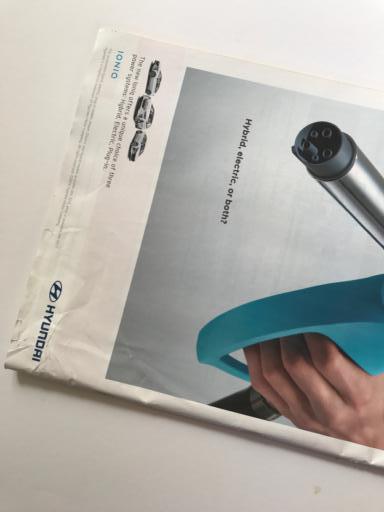 Hybrid, electric, or both?
IONIQ
The new Ioniq offers a unique choice of three
power systems: Hybrid, Electric, Plug-in.
HYUNDAI